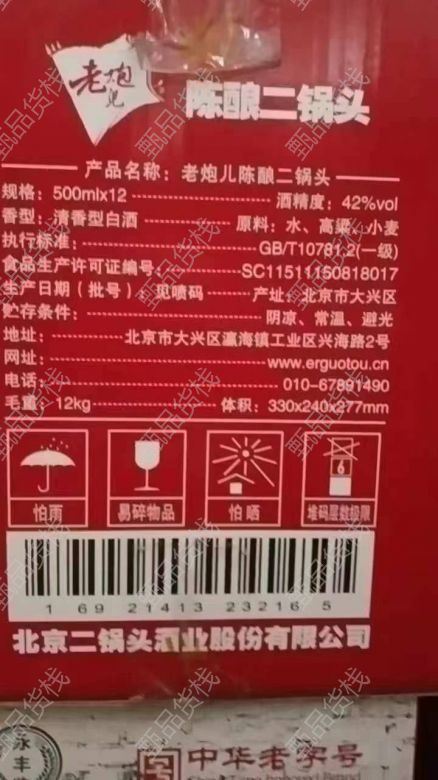 老炮儿
陈酿二锅头
产品名称：老炮儿陈酿二锅头
规格：500mlx12 酒精度：42%vol
香型：清香型白酒 原料：水、高粱、小麦
执行标准： GB/T10781.2(一级)
食品生产许可证编号： SC11511150818017
生产日期（批号）：见喷码 产址：北京市大兴区
贮存条件： 阴凉、常温、避光
地址： 北京市大兴区瀛海镇工业区兴海路2号
网址： www.erguotou.cn
电话： 010-67891490
毛重：12kg 体积：330x240x277mm
6
怕雨 易碎物品 怕晒 堆码层数极限
1 69 21413 23216 5
北京二锅头酒业股份有限公司
永丰
中华老字号
甄品货栈